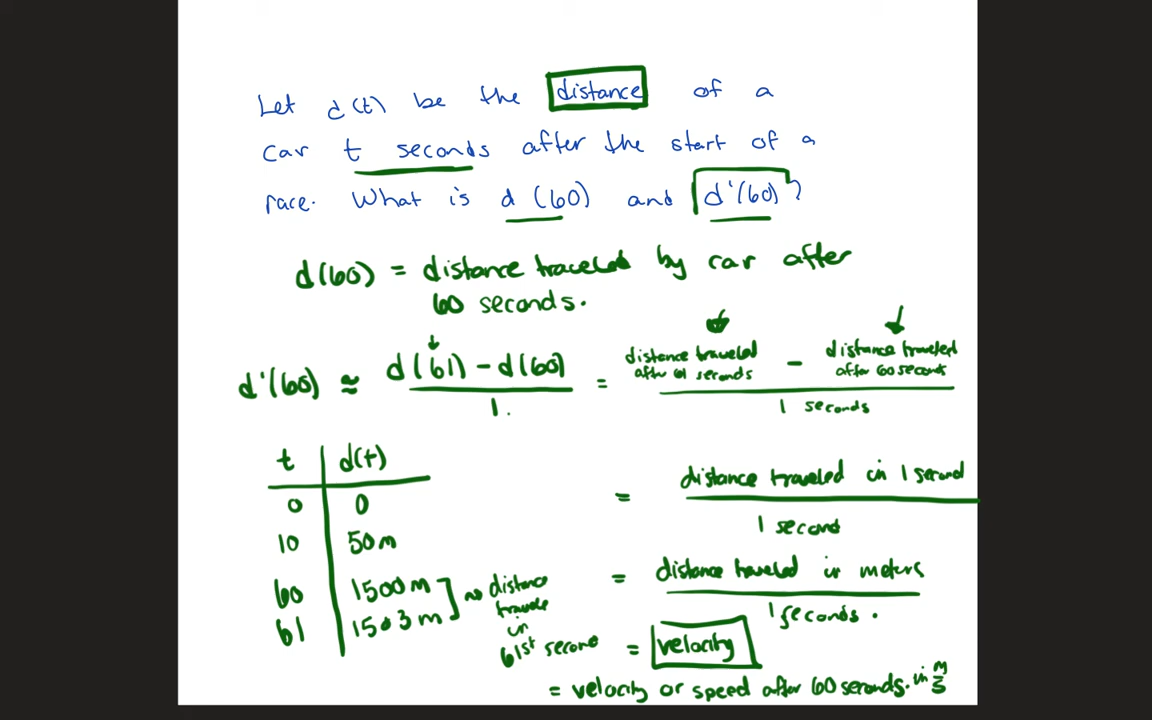 Let d(t) be the distance of a
car t seconds after the start of a
race. What is d (60) and d'(60)?
d(60) = distance traveled by car after
60 seconds.
d'(60) ≈ d(61) - d(60) / 1. = distance traveled after 61 seconds - distance traveled after 60 seconds / 1 seconds
t | d(t)
0 | 0
10 | 50m
60 | 1500m
61 | 1503m
~> distance
travele
in
61st second
= distance traveled in 1 second / 1 second
= distance traveled in meters / 1 seconds.
= velocity
= velocity or speed after 60 seconds. in m/s